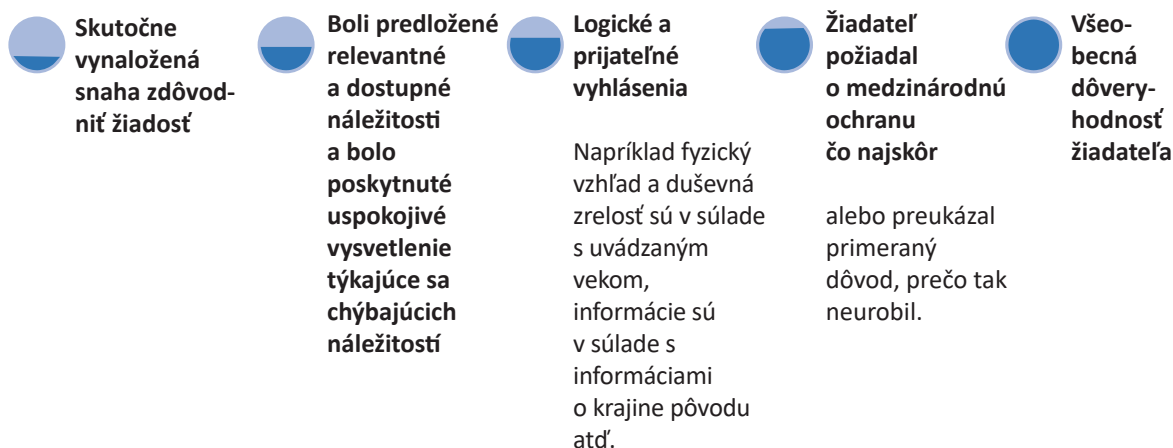 Skutočne
vynaložená
snaha zdôvod-
niť žiadosť
Boli predložené
relevantné
a dostupné
náležitosti
a bolo
poskytnuté
uspokojivé
vysvetlenie
týkajúce sa
chýbajúcich
náležitostí
Logické a
prijateľné
vyhlásenia
Napríklad fyzický
vzhľad a duševná
zrelosť sú v súlade
s uvádzaným
vekom,
informácie sú
v súlade s
informáciami
o krajine pôvodu
atď.
Žiadateľ
požiadal
o medzinárodnú
ochranu
čo najskôr
alebo preukázal
primeraný
dôvod, prečo tak
neurobil.
Všeo-
becná
dôvery-
hodnosť
žiadateľa